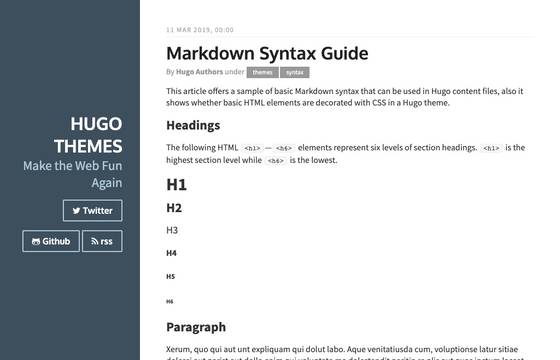 HUGO
THEMES
Make the Web Fun
Again
Twitter
Github
rss
11 MAR 2019, 00:00
Markdown Syntax Guide
By Hugo Authors under themes syntax
This article offers a sample of basic Markdown syntax that can be used in Hugo content files, also it
shows whether basic HTML elements are decorated with CSS in a Hugo theme.
Headings
The following HTML <h1> — <h6> elements represent six levels of section headings. <h1> is the
highest section level while <h6> is the lowest.
H1
H2
H3
H4
H5
H6
Paragraph
Xerum, quo qui aut unt expliquam qui dolut labo. Aque venitiatusda cum, voluptionse latur sitiae